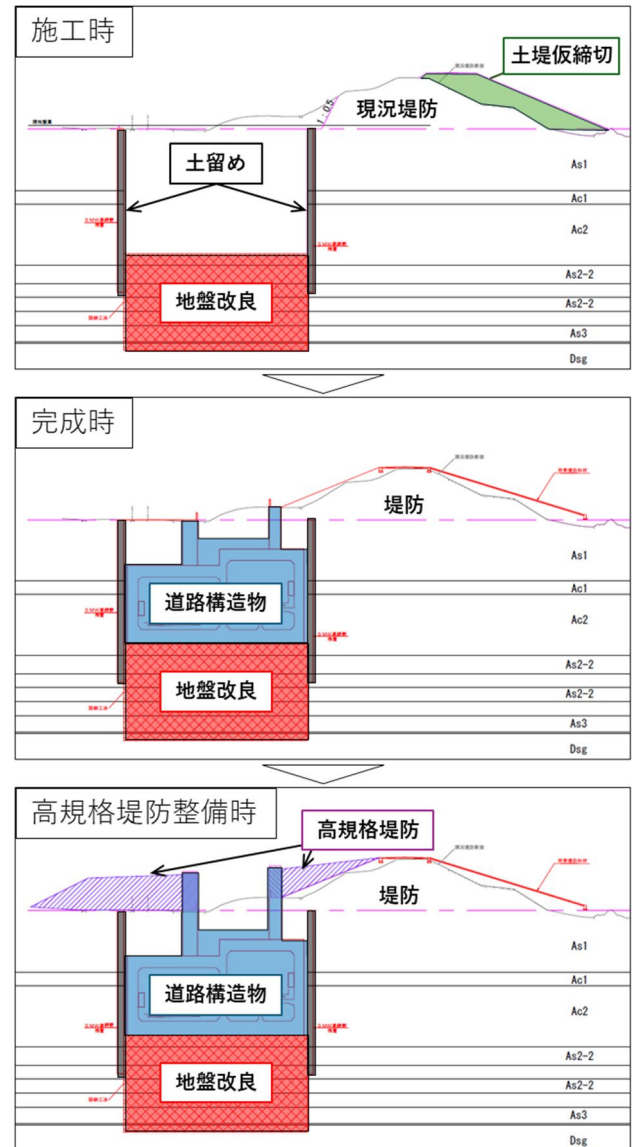 施工時
土堤仮締切
現況堤防
1:0.5
土留め
As1
Ac1
Ac2
As2-2
地盤改良
As2-2
As3
Dsg
完成時
堤防
As1
道路構造物
Ac1
Ac2
As2-2
地盤改良
As2-2
As3
Dsg
高規格堤防整備時
高規格堤防
堤防
As1
Ac1
道路構造物
Ac2
As2-2
地盤改良
As2-2
As3
Dsg